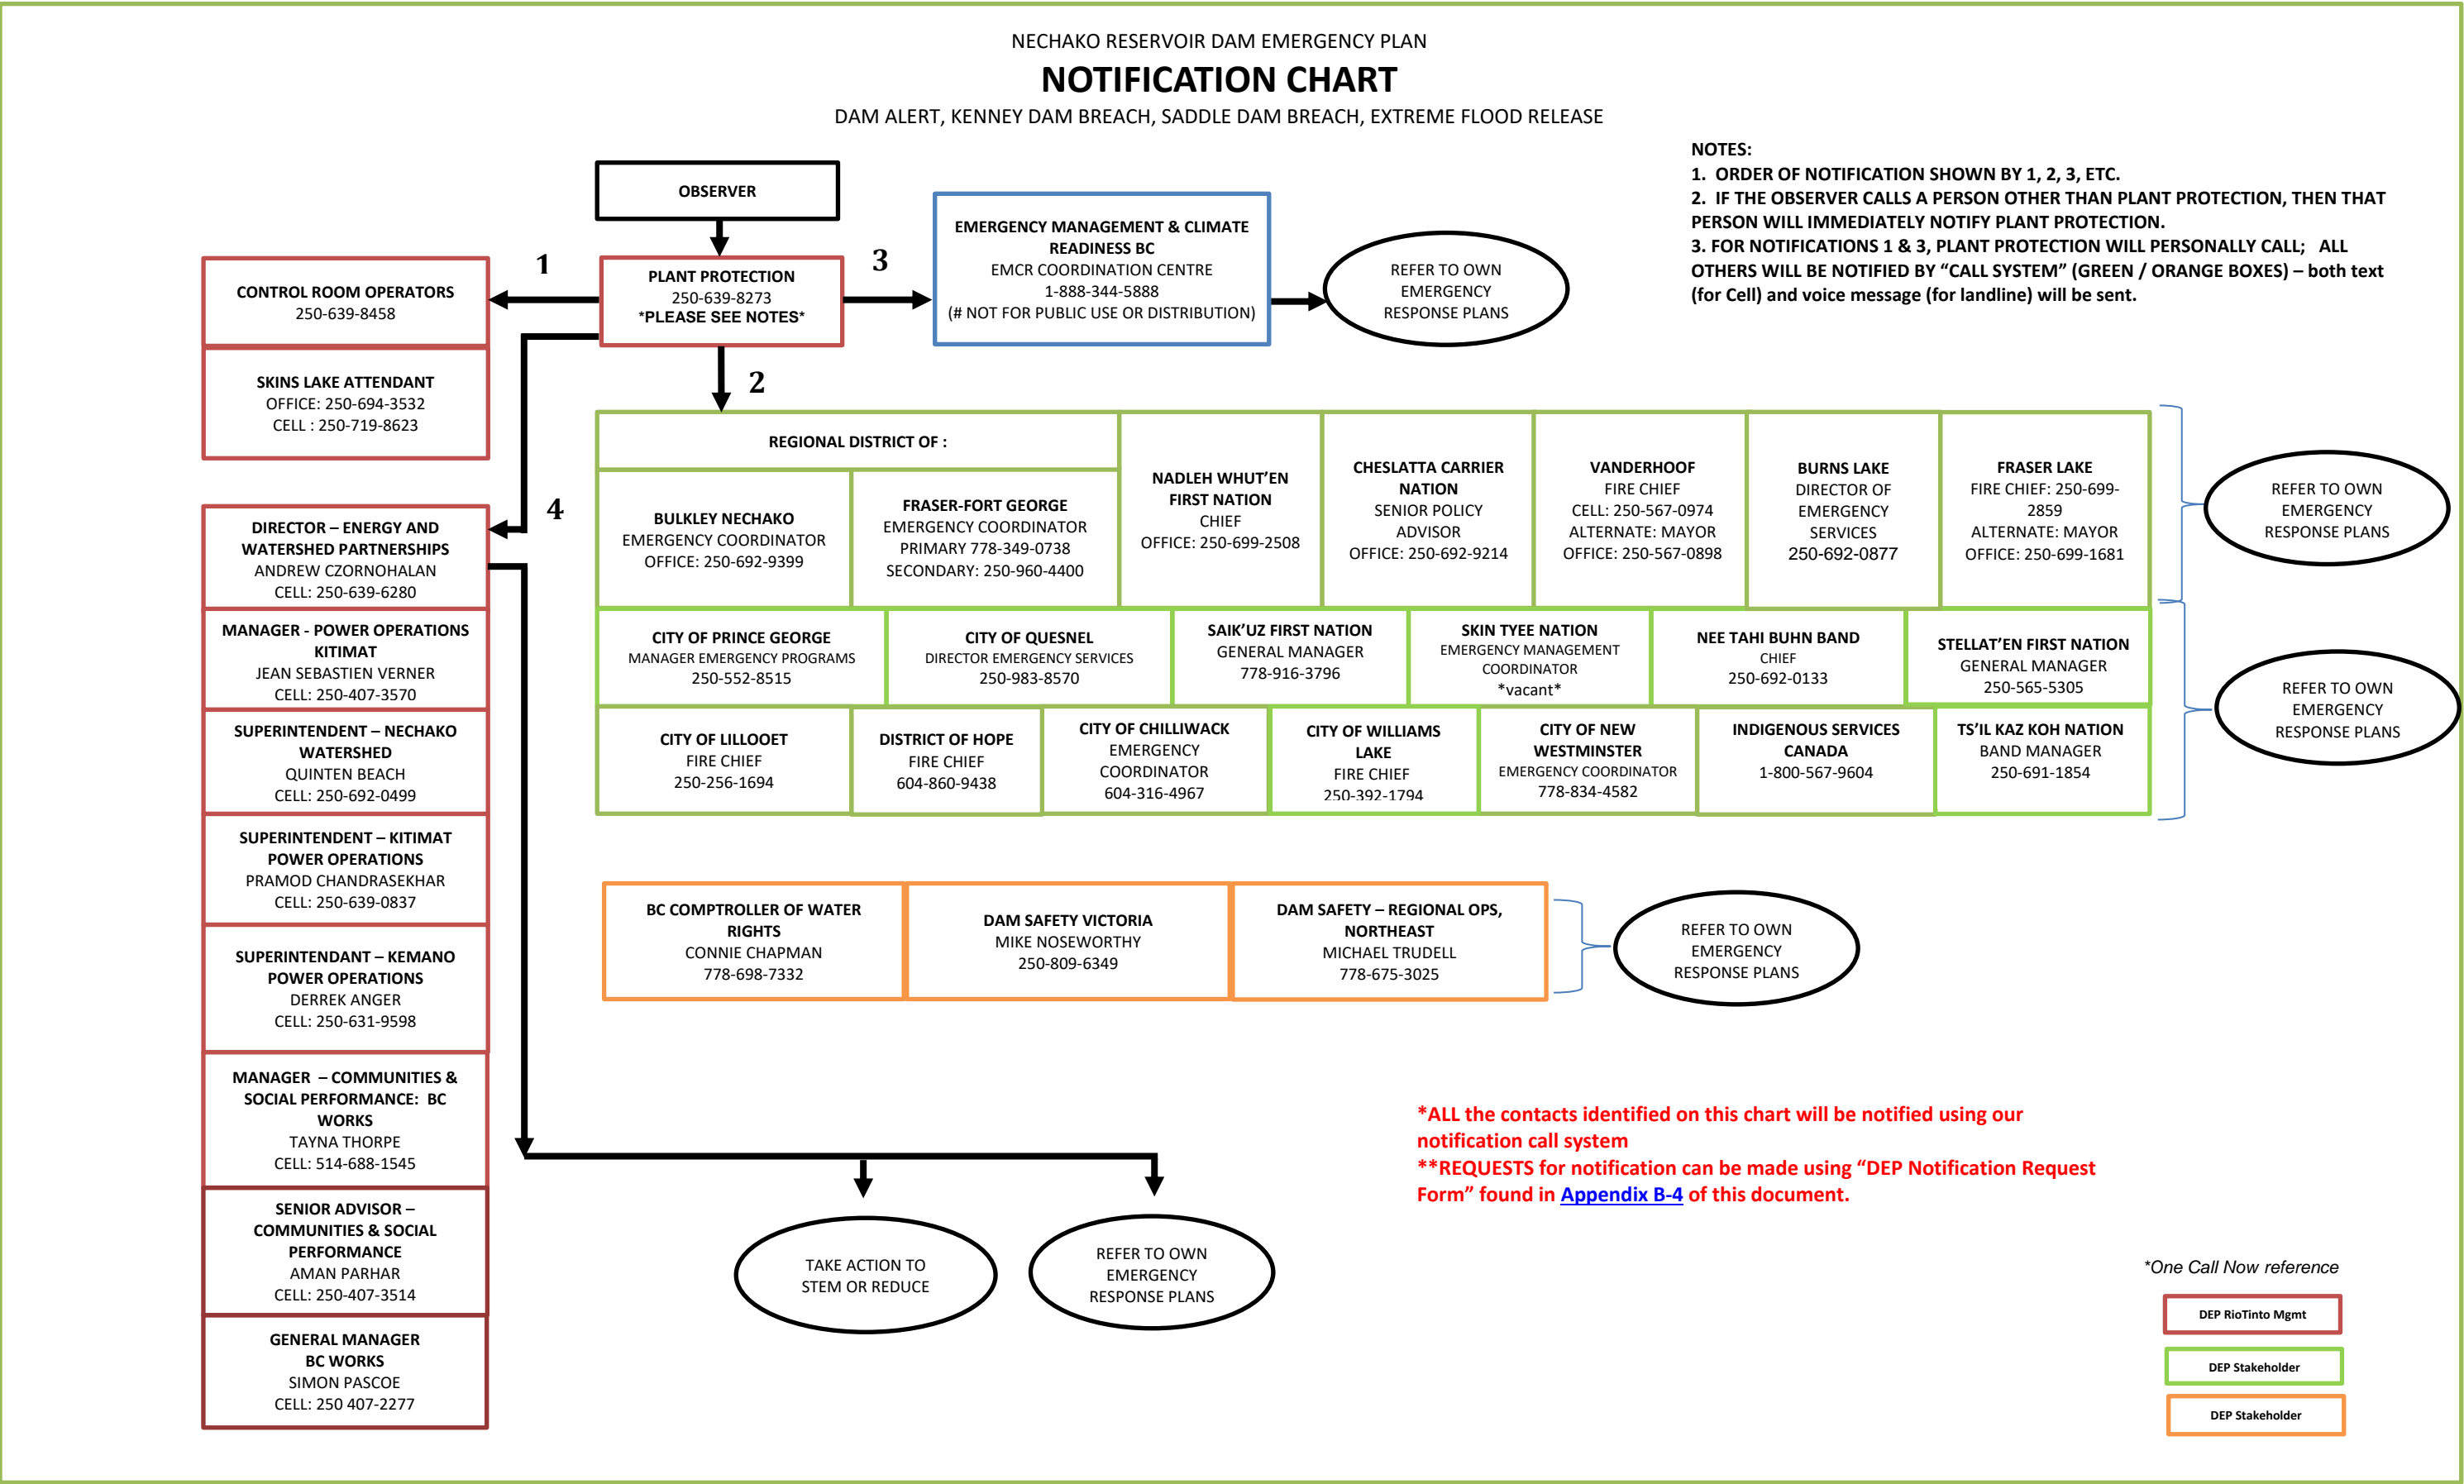 NECHAKO RESERVOIR DAM EMERGENCY PLAN
NOTIFICATION CHART
DAM ALERT, KENNEY DAM BREACH, SADDLE DAM BREACH, EXTREME FLOOD RELEASE
NOTES:
1. ORDER OF NOTIFICATION SHOWN BY 1, 2, 3, ETC.
2. IF THE OBSERVER CALLS A PERSON OTHER THAN PLANT PROTECTION, THEN THAT
PERSON WILL IMMEDIATELY NOTIFY PLANT PROTECTION.
3. FOR NOTIFICATIONS 1 & 3, PLANT PROTECTION WILL PERSONALLY CALL; ALL
OTHERS WILL BE NOTIFIED BY “CALL SYSTEM” (GREEN / ORANGE BOXES) – both text
(for Cell) and voice message (for landline) will be sent.
OBSERVER
PLANT PROTECTION
250-639-8273
*PLEASE SEE NOTES*
1
CONTROL ROOM OPERATORS
250-639-8458
SKINS LAKE ATTENDANT
OFFICE: 250-694-3532
CELL : 250-719-8623
3
EMERGENCY MANAGEMENT & CLIMATE
READINESS BC
EMCR COORDINATION CENTRE
1-888-344-5888
(# NOT FOR PUBLIC USE OR DISTRIBUTION)
REFER TO OWN
EMERGENCY
RESPONSE PLANS
2
REGIONAL DISTRICT OF :
BULKLEY NECHAKO
EMERGENCY COORDINATOR
OFFICE: 250-692-9399
FRASER-FORT GEORGE
EMERGENCY COORDINATOR
PRIMARY 778-349-0738
SECONDARY: 250-960-4400
NADLEH WHUT’EN
FIRST NATION
CHIEF
OFFICE: 250-699-2508
CHESLATTA CARRIER
NATION
SENIOR POLICY
ADVISOR
OFFICE: 250-692-9214
VANDERHOOF
FIRE CHIEF
CELL: 250-567-0974
ALTERNATE: MAYOR
OFFICE: 250-567-0898
BURNS LAKE
DIRECTOR OF
EMERGENCY
SERVICES
250-692-0877
FRASER LAKE
FIRE CHIEF: 250-699-
2859
ALTERNATE: MAYOR
OFFICE: 250-699-1681
REFER TO OWN
EMERGENCY
RESPONSE PLANS
CITY OF PRINCE GEORGE
MANAGER EMERGENCY PROGRAMS
250-552-8515
CITY OF QUESNEL
DIRECTOR EMERGENCY SERVICES
250-983-8570
SAIK’UZ FIRST NATION
GENERAL MANAGER
778-916-3796
SKIN TYEE NATION
EMERGENCY MANAGEMENT
COORDINATOR
*vacant*
NEE TAHI BUHN BAND
CHIEF
250-692-0133
STELLAT’EN FIRST NATION
GENERAL MANAGER
250-565-5305
CITY OF LILLOOET
FIRE CHIEF
250-256-1694
DISTRICT OF HOPE
FIRE CHIEF
604-860-9438
CITY OF CHILLIWACK
EMERGENCY
COORDINATOR
604-316-4967
CITY OF WILLIAMS
LAKE
FIRE CHIEF
250-392-1794
CITY OF NEW
WESTMINSTER
EMERGENCY COORDINATOR
778-834-4582
INDIGENOUS SERVICES
CANADA
1-800-567-9604
TS’IL KAZ KOH NATION
BAND MANAGER
250-691-1854
REFER TO OWN
EMERGENCY
RESPONSE PLANS
BC COMPTROLLER OF WATER
RIGHTS
CONNIE CHAPMAN
778-698-7332
DAM SAFETY VICTORIA
MIKE NOSEWORTHY
250-809-6349
DAM SAFETY – REGIONAL OPS,
NORTHEAST
MICHAEL TRUDELL
778-675-3025
REFER TO OWN
EMERGENCY
RESPONSE PLANS
4
DIRECTOR – ENERGY AND
WATERSHED PARTNERSHIPS
ANDREW CZORNOHALAN
CELL: 250-639-6280
MANAGER - POWER OPERATIONS
KITIMAT
JEAN SEBASTIEN VERNER
CELL: 250-407-3570
SUPERINTENDENT – NECHAKO
WATERSHED
QUINTEN BEACH
CELL: 250-692-0499
SUPERINTENDENT – KITIMAT
POWER OPERATIONS
PRAMOD CHANDRASEKHAR
CELL: 250-639-0837
SUPERINTENDANT – KEMANO
POWER OPERATIONS
DERREK ANGER
CELL: 250-631-9598
MANAGER – COMMUNITIES &
SOCIAL PERFORMANCE: BC
WORKS
TAYNA THORPE
CELL: 514-688-1545
SENIOR ADVISOR –
COMMUNITIES & SOCIAL
PERFORMANCE
AMAN PARHAR
CELL: 250-407-3514
GENERAL MANAGER
BC WORKS
SIMON PASCOE
CELL: 250 407-2277
TAKE ACTION TO
STEM OR REDUCE
REFER TO OWN
EMERGENCY
RESPONSE PLANS
*ALL the contacts identified on this chart will be notified using our
notification call system
**REQUESTS for notification can be made using “DEP Notification Request
Form” found in Appendix B-4 of this document.
*One Call Now reference
DEP RioTinto Mgmt
DEP Stakeholder
DEP Stakeholder